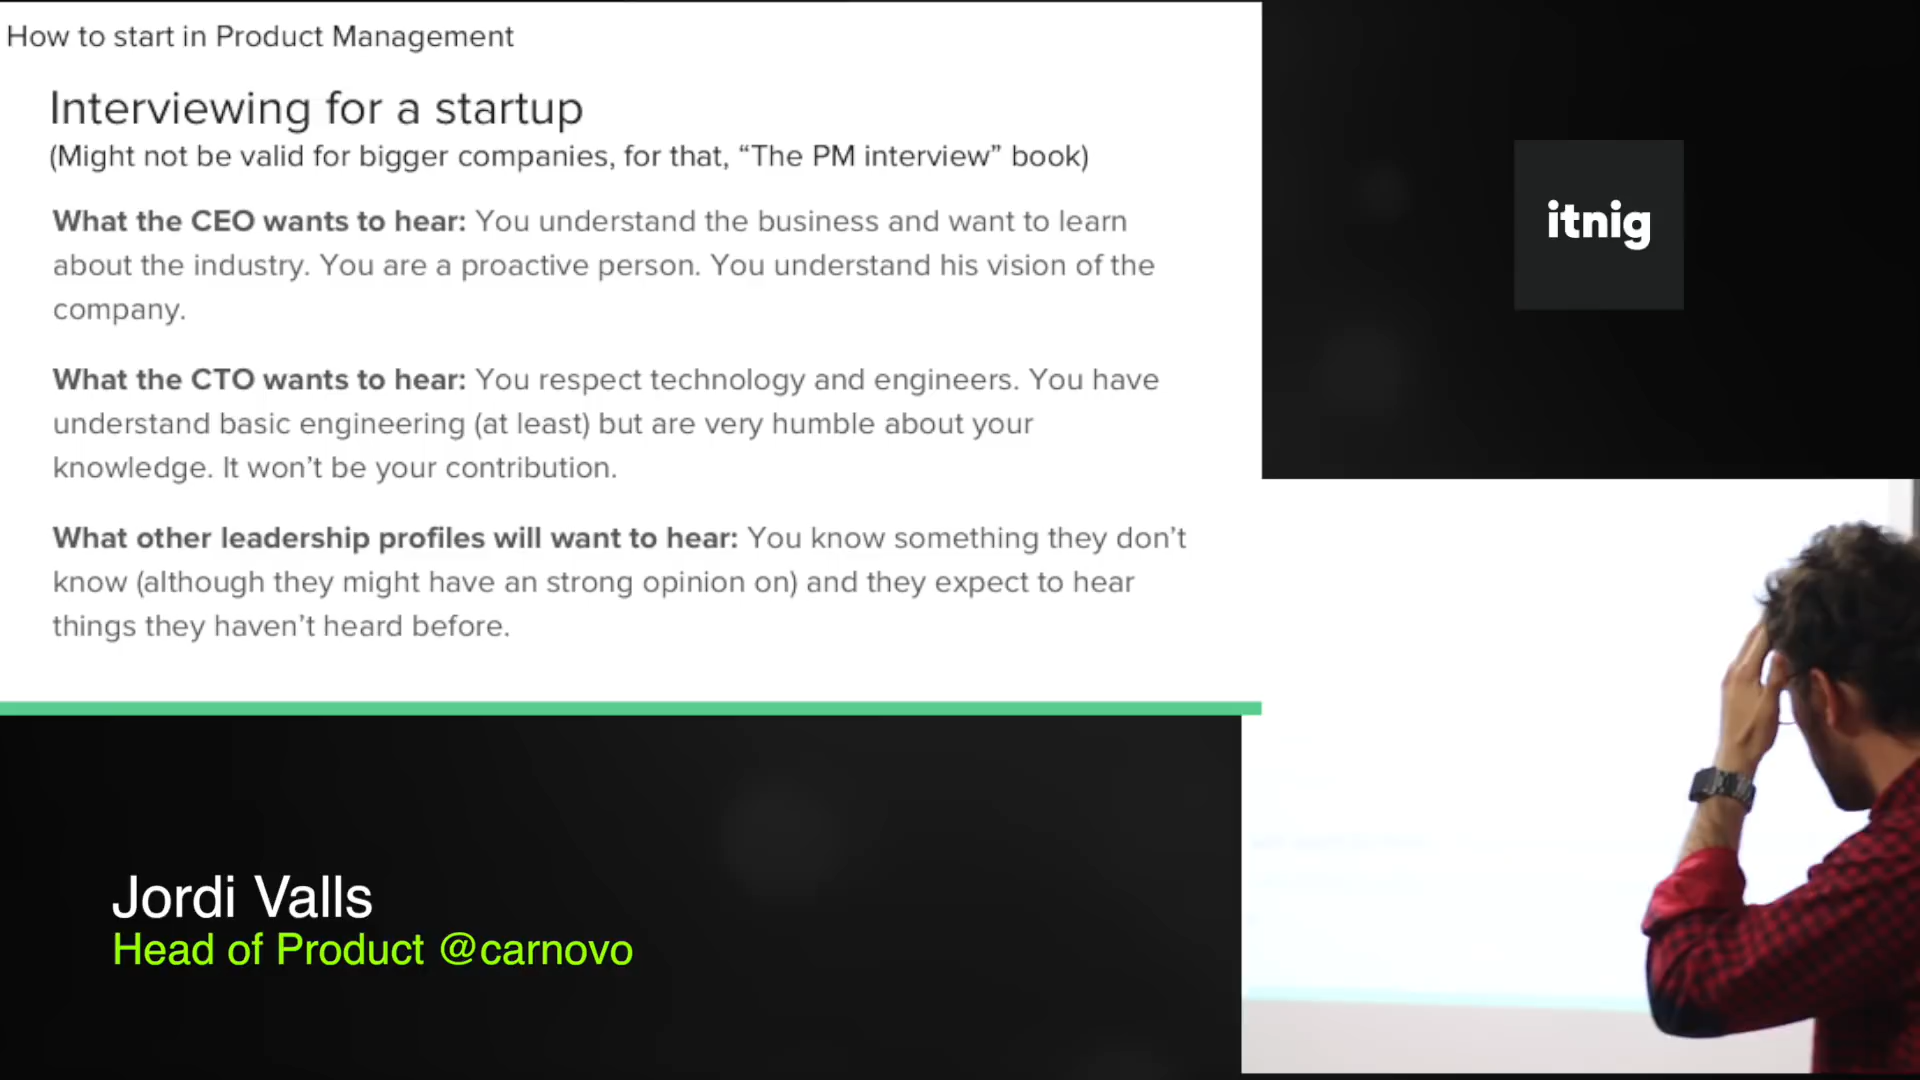 How to start in Product Management
Interviewing for a startup
(Might not be valid for bigger companies, for that, “The PM interview” book)
What the CEO wants to hear: You understand the business and want to learn
about the industry. You are a proactive person. You understand his vision of the
company.
What the CTO wants to hear: You respect technology and engineers. You have
understand basic engineering (at least) but are very humble about your
knowledge. It won’t be your contribution.
What other leadership profiles will want to hear: You know something they don’t
know (although they might have an strong opinion on) and they expect to hear
things they haven’t heard before.
itnig
Jordi Valls
Head of Product @carnovo